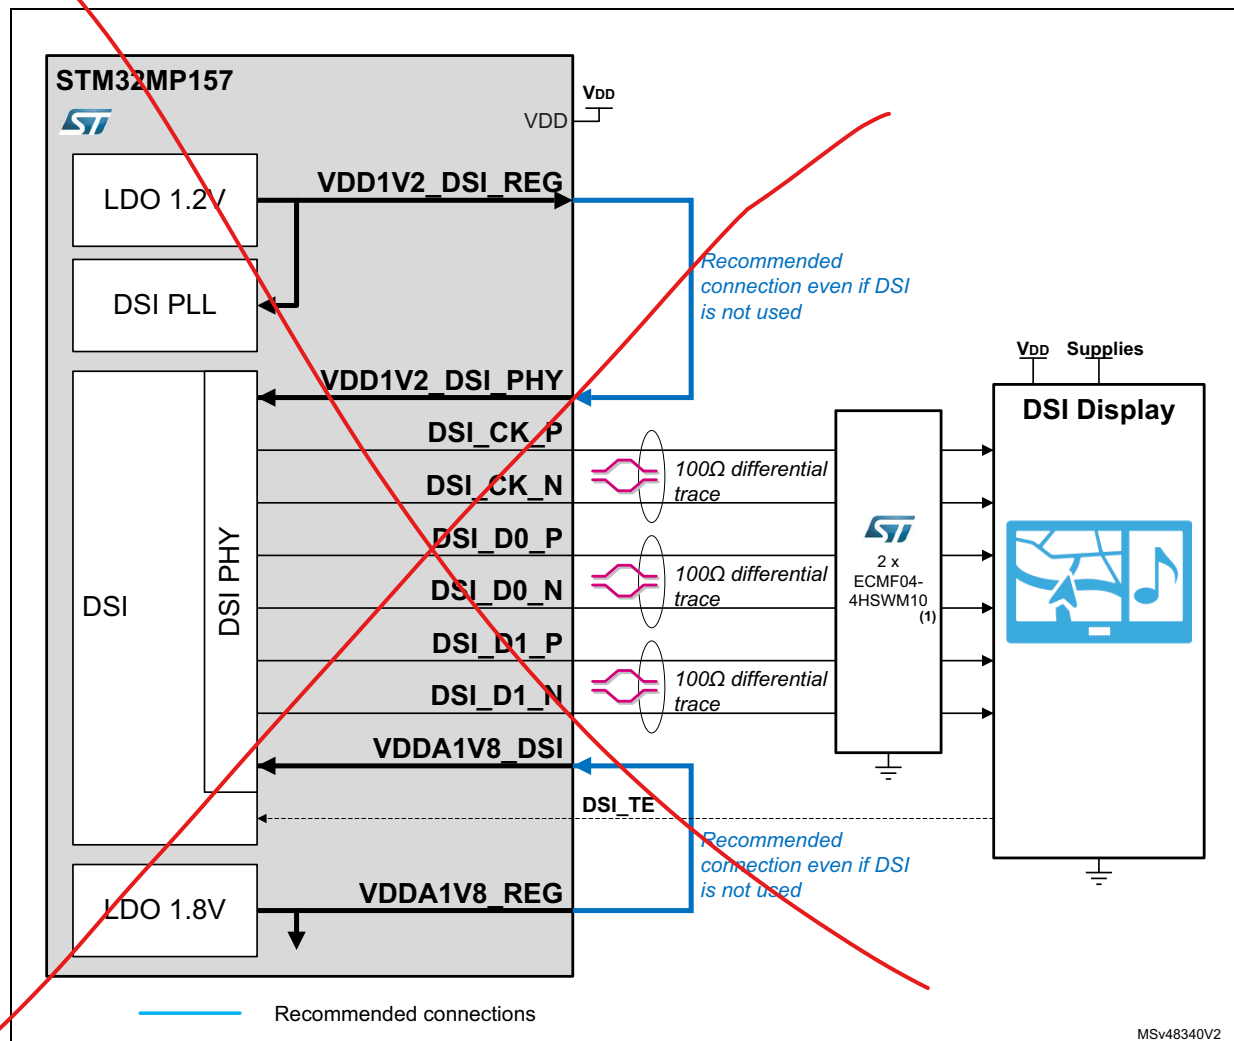 STM32MP157
ST
VDD
VDD
LDO 1.2V
VDD1V2_DSI_REG
Recommended
connection even if DSI
is not used
DSI PLL
VDD1V2_DSI_PHY
VDD Supplies
DSI Display
DSI_CK_P
100Ω differential
trace
DSI_CK_N
DSI_D0_P
100Ω differential
trace
DSI_D0_N
DSI_D1_P
100Ω differential
trace
DSI_D1_N
DSI
DSI PHY
ST
2 x
ECMF04-
4HSWM10
(1)
VDDA1V8_DSI
DSI_TE
Recommended
connection even if DSI
is not used
LDO 1.8V
VDDA1V8_REG
Recommended connections
MSv48340V2